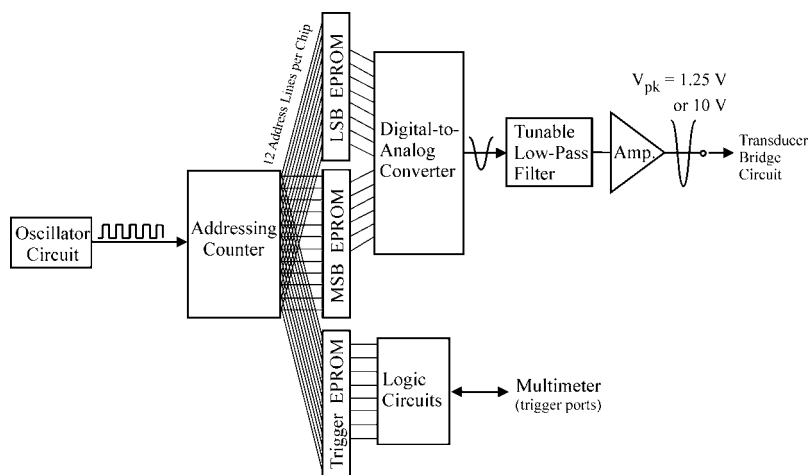 12 Address Lines per Chip
LSB EPROM
MSB EPROM
Trigger EPROM
Oscillator
Circuit
Addressing
Counter
Digital-to-
Analog
Converter
Tunable
Low-Pass
Filter
Amp.
V_pk = 1.25 V
or 10 V
Transducer
Bridge
Circuit
Logic
Circuits
Multimeter
(trigger ports)